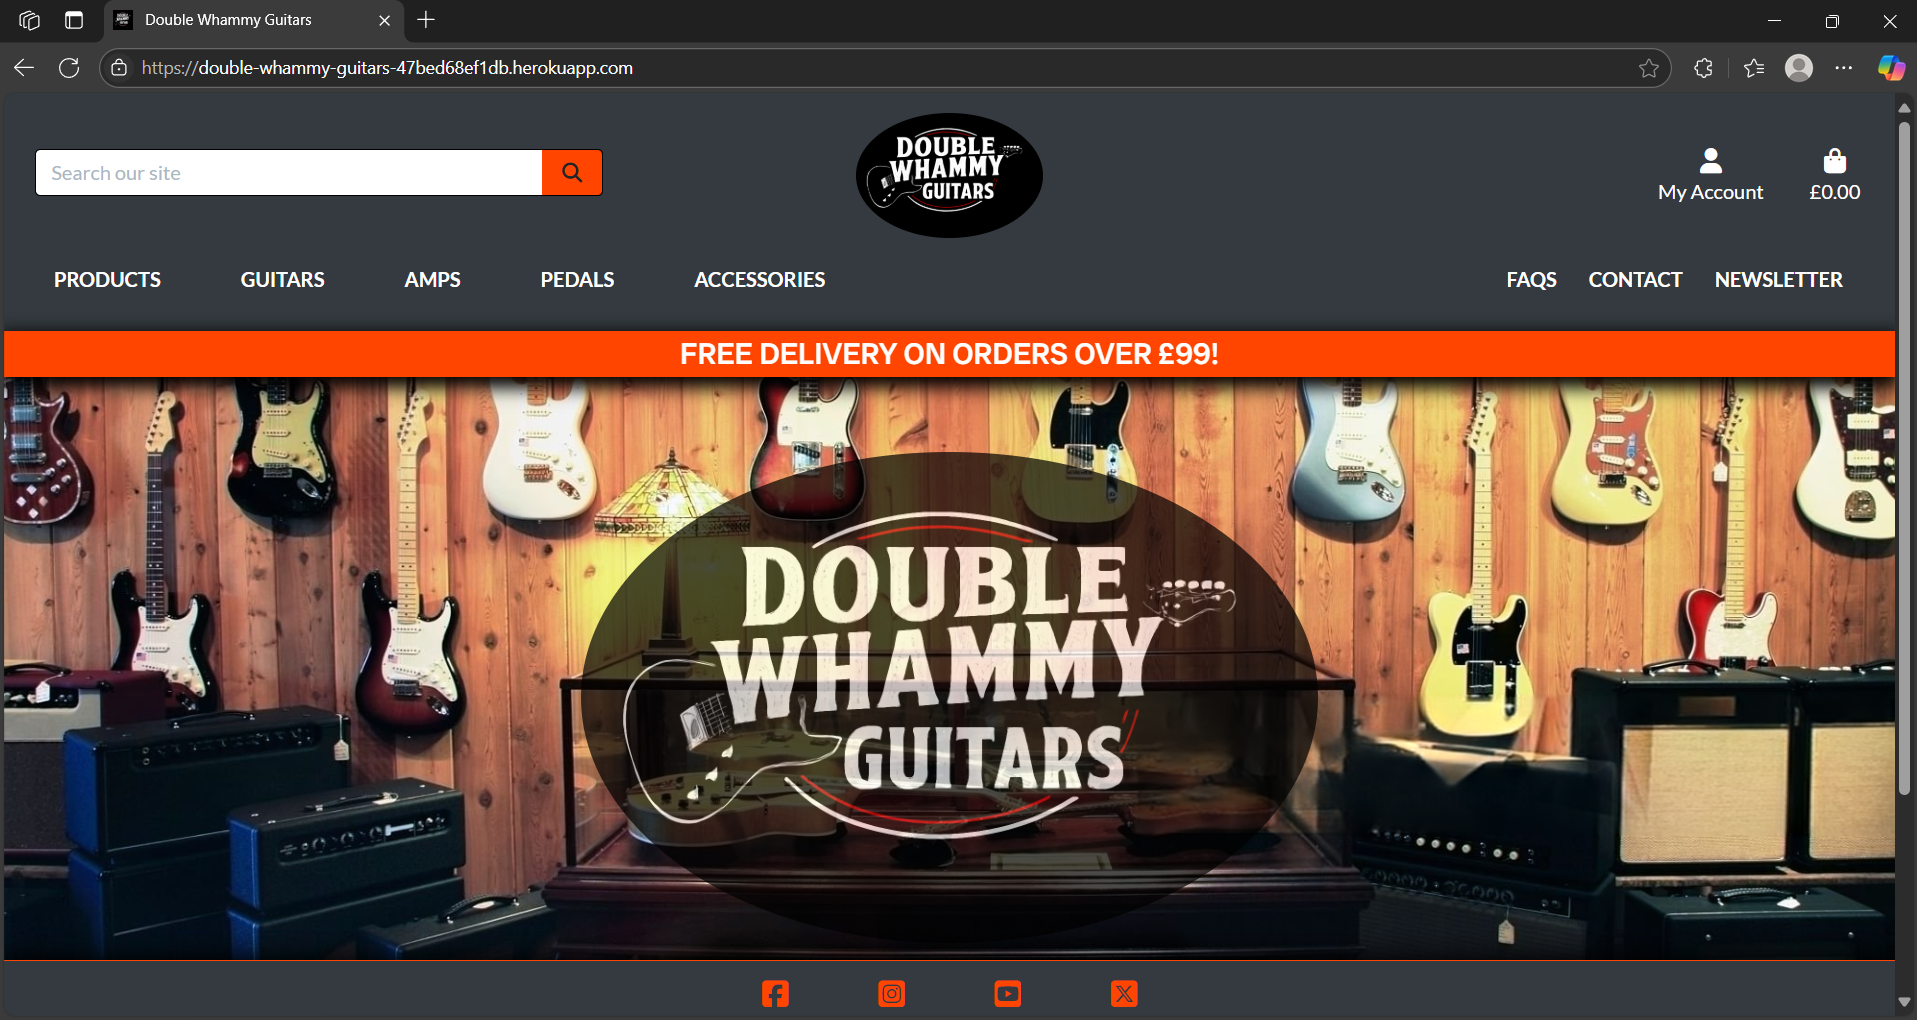 Double Whammy Guitars
https://double-whammy-guitars-47bed68ef1db.herokuapp.com
Search our site
DOUBLE
WHAMMY
GUITARS
My Account
£0.00
PRODUCTS
GUITARS
AMPS
PEDALS
ACCESSORIES
FAQS
CONTACT
NEWSLETTER
FREE DELIVERY ON ORDERS OVER £99!
DOUBLE
WHAMMY
GUITARS